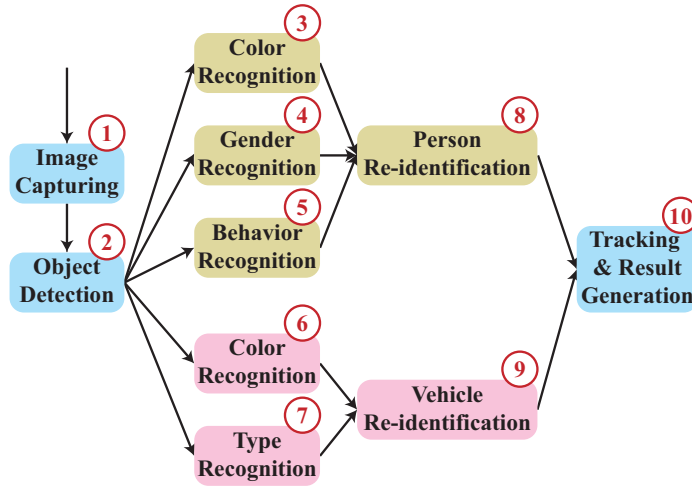 1
Image
Capturing
2
Object
Detection
3
Color
Recognition
4
Gender
Recognition
5
Behavior
Recognition
6
Color
Recognition
7
Type
Recognition
8
Person
Re-identification
9
Vehicle
Re-identification
10
Tracking
& Result
Generation